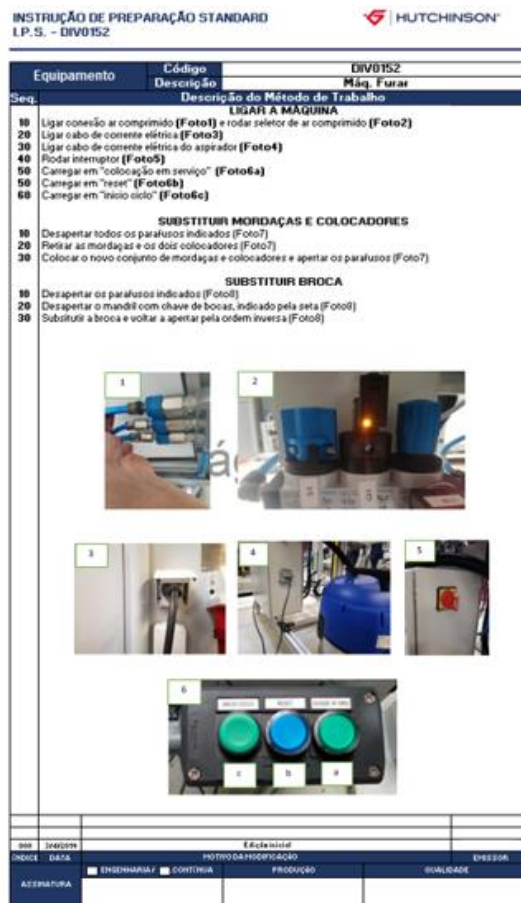 INSTRUÇÃO DE PREPARAÇÃO STANDARD
I.P.S. - DIV0152
HUTCHINSON
Equipamento
Código
DIV0152
Descrição
Máq. Furar
Seq.
Descrição do Método de Trabalho
LIGAR A MÁQUINA
10 Ligar conexão ar comprimido (Foto1) e rodar seletor de ar comprimido (Foto2)
20 Ligar cabo de corrente elétrica (Foto3)
30 Ligar cabo de corrente elétrica do aspirador (Foto4)
40 Rodar interruptor (Foto5)
50 Carregar em "colocação em serviço" (Foto6a)
50 Carregar em "reset" (Foto6b)
60 Carregar em "inicio ciclo" (Foto6c)
SUBSTITUIR MORDAÇAS E COLOCADORES
10 Desapertar todos os parafusos indicados (Foto7)
20 Retirar as mordaças e os dois colocadores (Foto7)
30 Colocar o novo conjunto de mordaças e colocadores e apertar os parafusos (Foto7)
SUBSTITUIR BROCA
10 Desapertar os parafusos indicados (Foto8)
20 Desapertar o mandril com chave de bocas, indicado pela seta (Foto8)
30 Substitutir a broca e voltar a apertar pela ordem inversa (Foto8)
1
2
3
4
5
6
RESET
c
b
a
000
Edição inicial
ÍNDICE
DATA
MOTIVO DA MODIFICAÇÃO
EMISSOR
ASSINATURA
ENGENHARIA /
CONTÍNUA
PRODUÇÃO
QUALIDADE